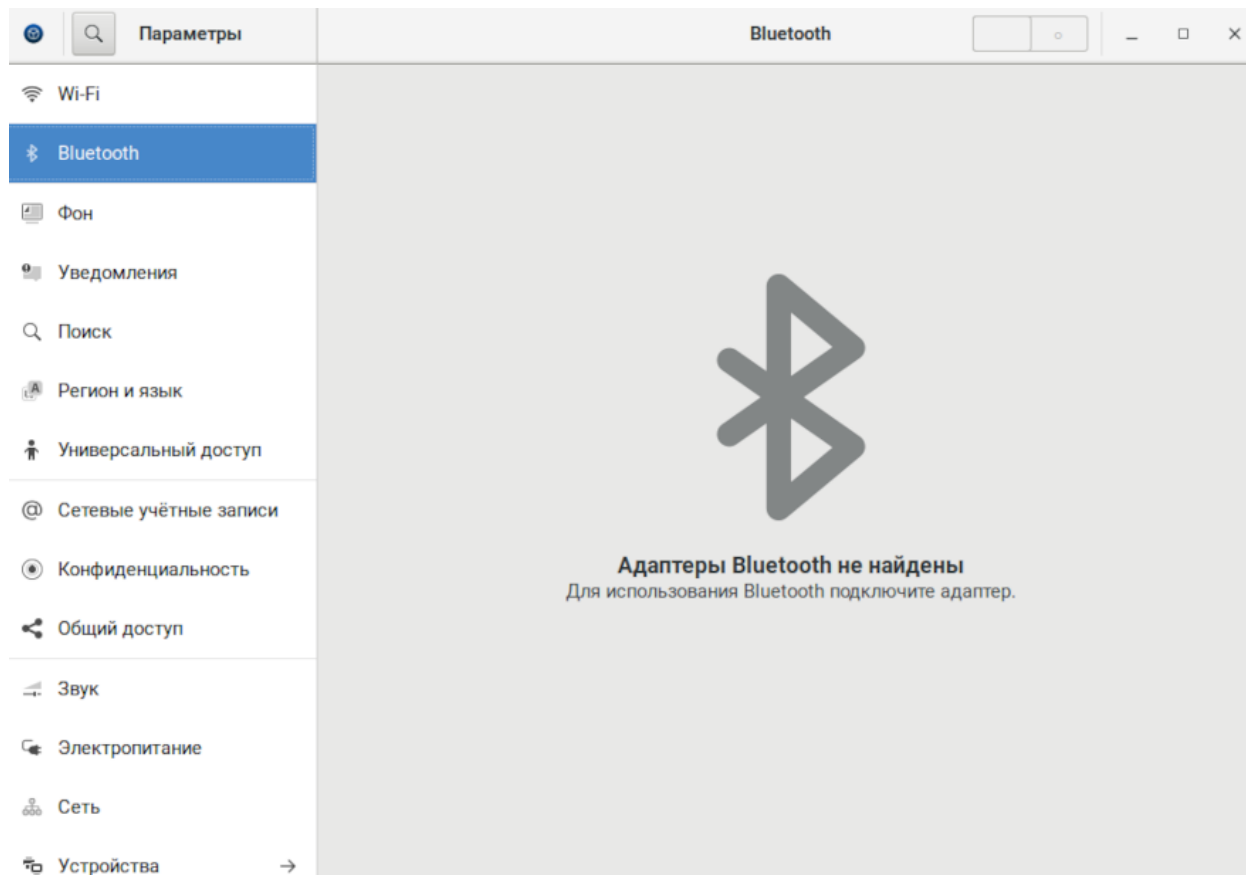 Параметры
Bluetooth
Wi-Fi
Bluetooth
Фон
Уведомления
Поиск
Регион и язык
Универсальный доступ
Сетевые учётные записи
Конфиденциальность
Общий доступ
Звук
Электропитание
Сеть
Устройства
Адаптеры Bluetooth не найдены
Для использования Bluetooth подключите адаптер.